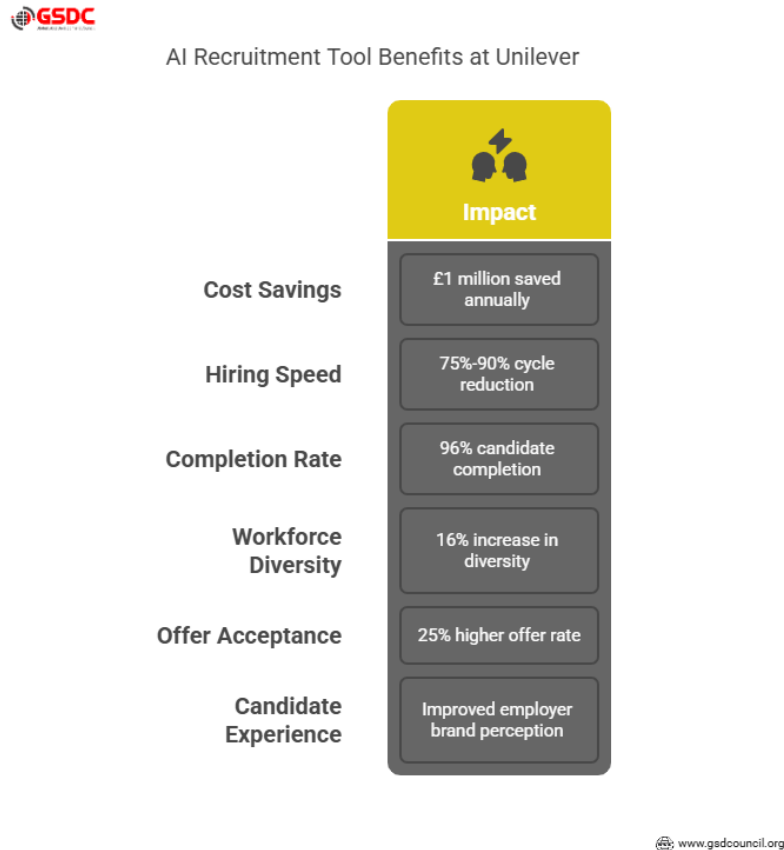 GSDC
AI Recruitment Tool Benefits at Unilever
Impact
Cost Savings
£1 million saved
annually
Hiring Speed
75%-90% cycle
reduction
Completion Rate
96% candidate
completion
Workforce
Diversity
16% increase in
diversity
Offer Acceptance
25% higher offer rate
Candidate
Experience
Improved employer
brand perception
www.gsdcouncil.org